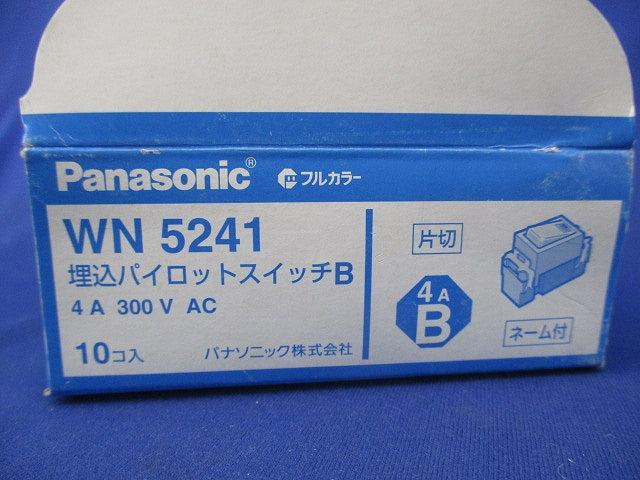 Panasonic® フルカラー
WN 5241
埋込パイロットスイッチB
4 A 300 V AC
10コ入
パナソニック株式会社
片切
4 A
B
ネーム付